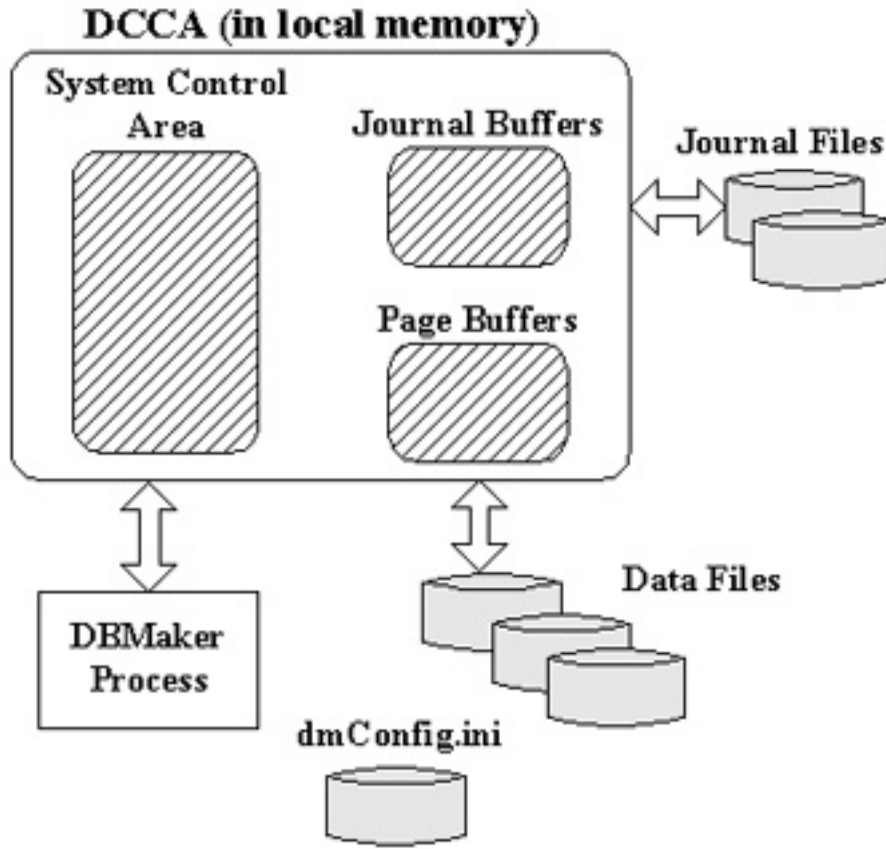 DCCA (in local memory)
System Control
Area
Journal Buffers
Journal Files
Page Buffers
Data Files
DBMaker
Process
dmConfig.ini